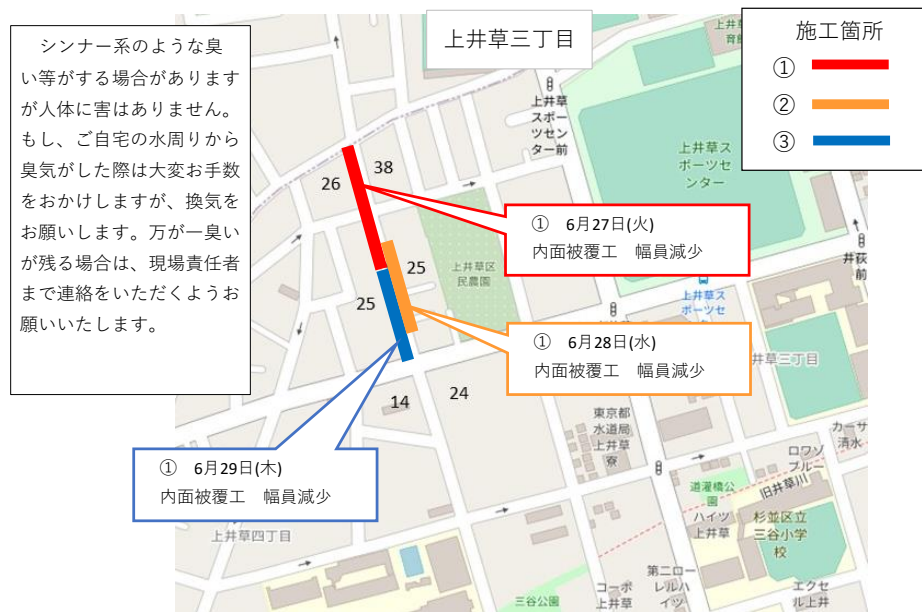 シンナー系のような臭
い等がする場合があります
が人体に害はありません。
もし、ご自宅の水周りから
臭気がした際は大変お手数
をおかけしますが、換気を
お願いします。万が一臭い
が残る場合は、現場責任者
まで連絡をいただくようお
願いいたします。
上井草三丁目
施工箇所
①
②
③
上井草
スポーツセン
ター前
上井草ス
ポーツセ
ンター
38
26
① 6月27日(火)
内面被覆工 幅員減少
25
上井草区
民農園
25
井荻
前
上井草ス
ポーツセ
① 6月28日(水)
内面被覆工 幅員減少
井草三丁目
14
24
東京都
水道局
上井草
寮
カーサ
清水
① 6月29日(木)
内面被覆工 幅員減少
ロワゾ
ブルー
道灌橋公
園
旧井草川
ハイツ
上井草
杉並区立
三谷小学
校
上井草四丁目
三谷公園
コーポ
上井草
第二ロー
レルハ
イツ
エクセ
ル上井